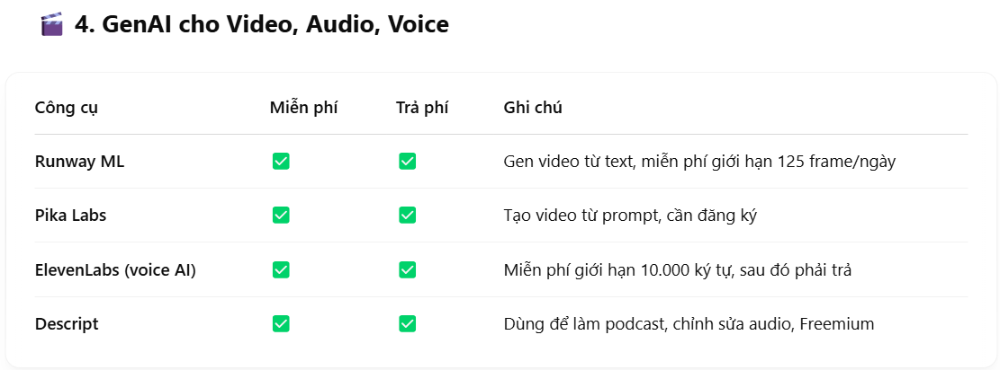 🎬 4. GenAI cho Video, Audio, Voice
Công cụ Miễn phí Trả phí Ghi chú
Runway ML ✅ ✅ Gen video từ text, miễn phí giới hạn 125 frame/ngày
Pika Labs ✅ ✅ Tạo video từ prompt, cần đăng ký
ElevenLabs (voice AI) ✅ ✅ Miễn phí giới hạn 10.000 ký tự, sau đó phải trả
Descript ✅ ✅ Dùng để làm podcast, chỉnh sửa audio, Freemium